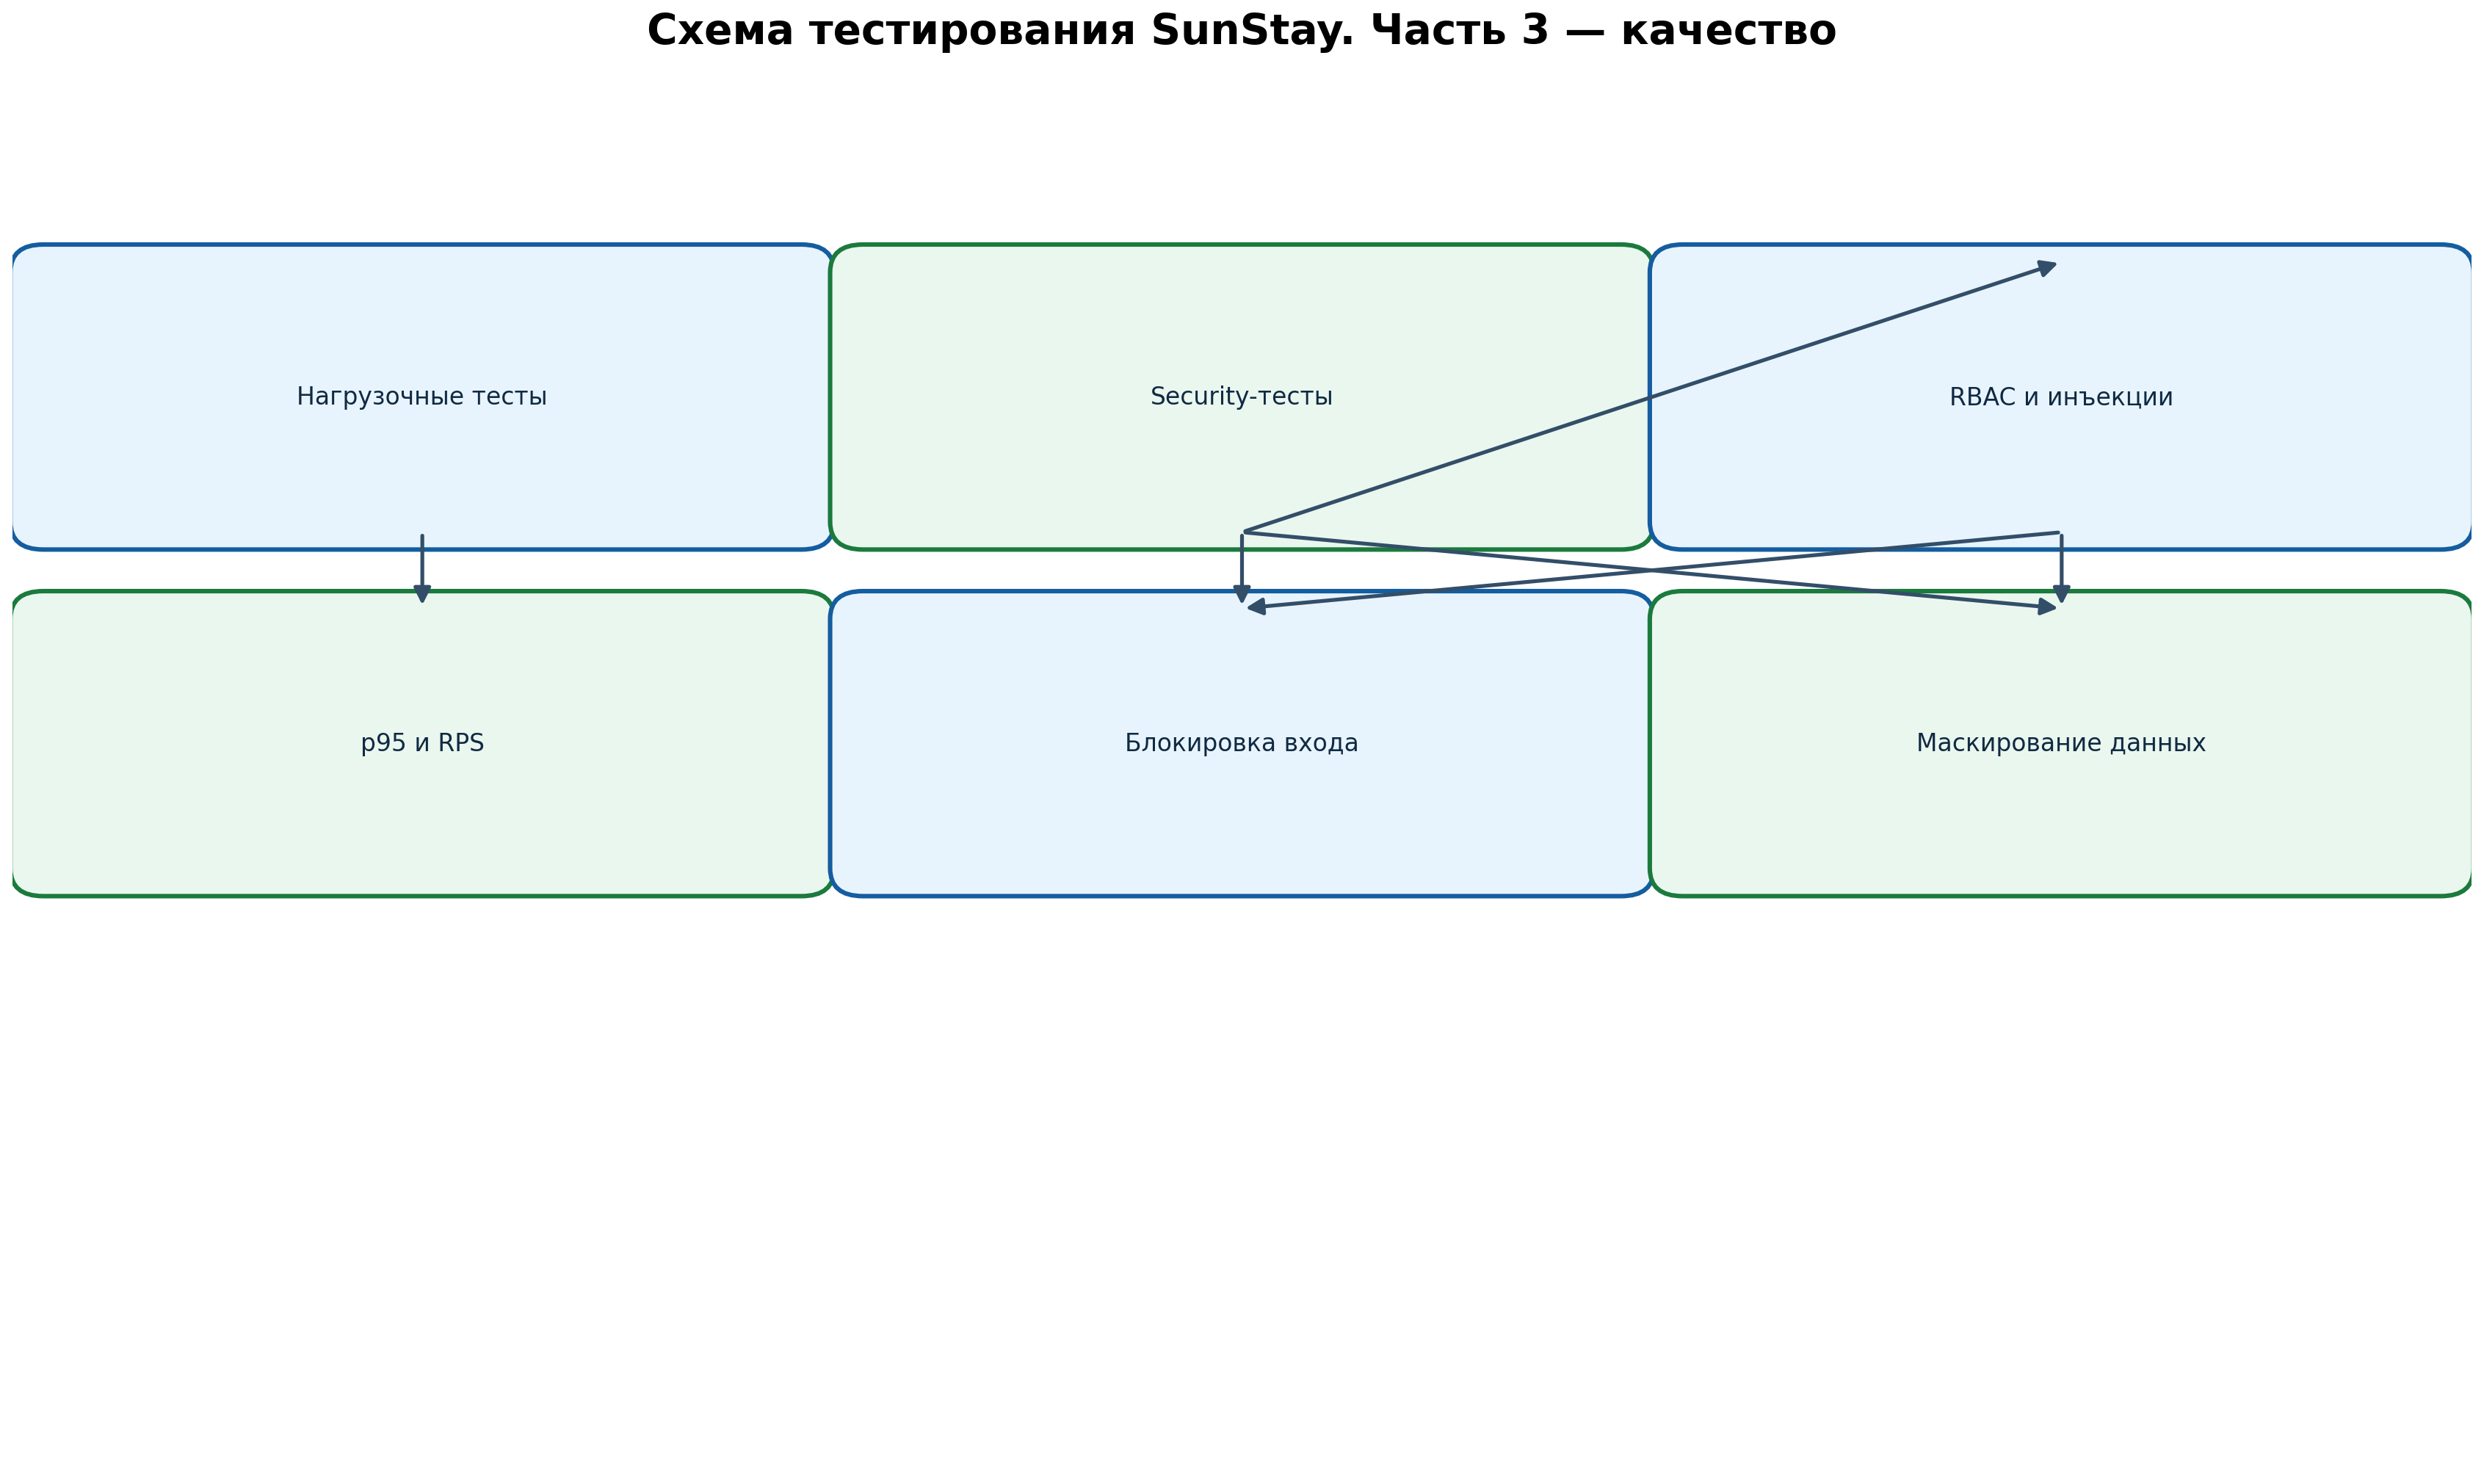 Схема тестирования SunStay. Часть 3 — качество
Нагрузочные тесты
Security-тесты
RBAC и инъекции
p95 и RPS
Блокировка входа
Маскирование данных